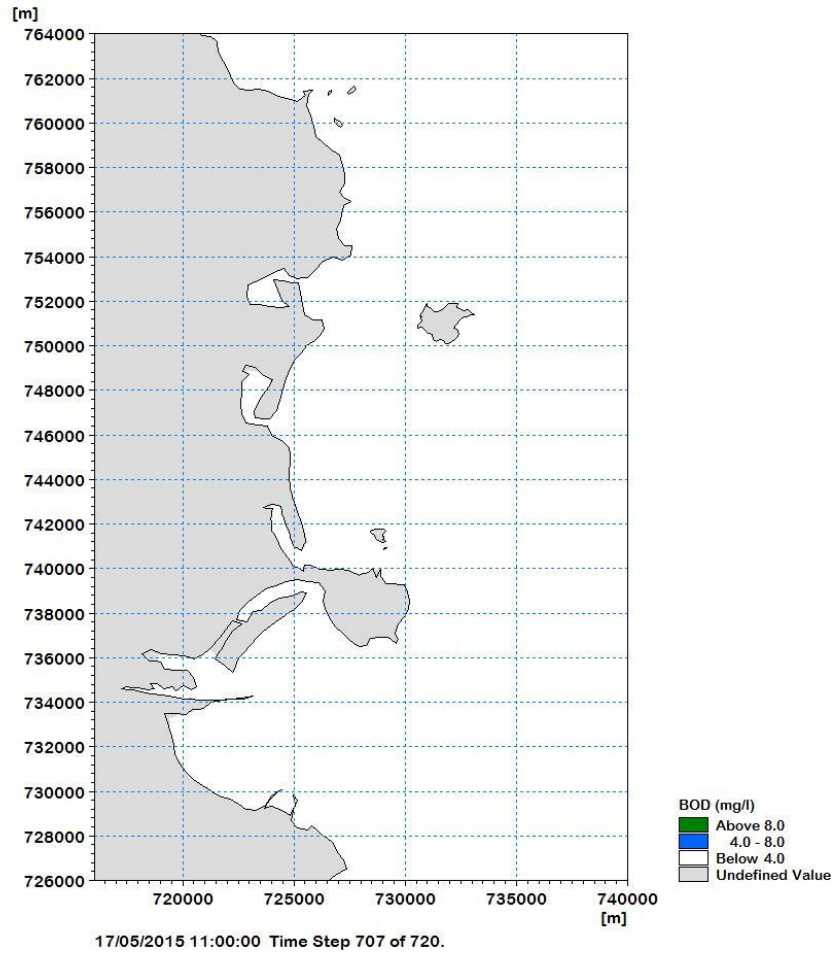 [m]
764000
762000
760000
758000
756000
754000
752000
750000
748000
746000
744000
742000
740000
738000
736000
734000
732000
730000
728000
726000
720000 725000 730000 735000 740000
[m]
BOD (mg/l)
Above 8.0
4.0 - 8.0
Below 4.0
Undefined Value
17/05/2015 11:00:00 Time Step 707 of 720.